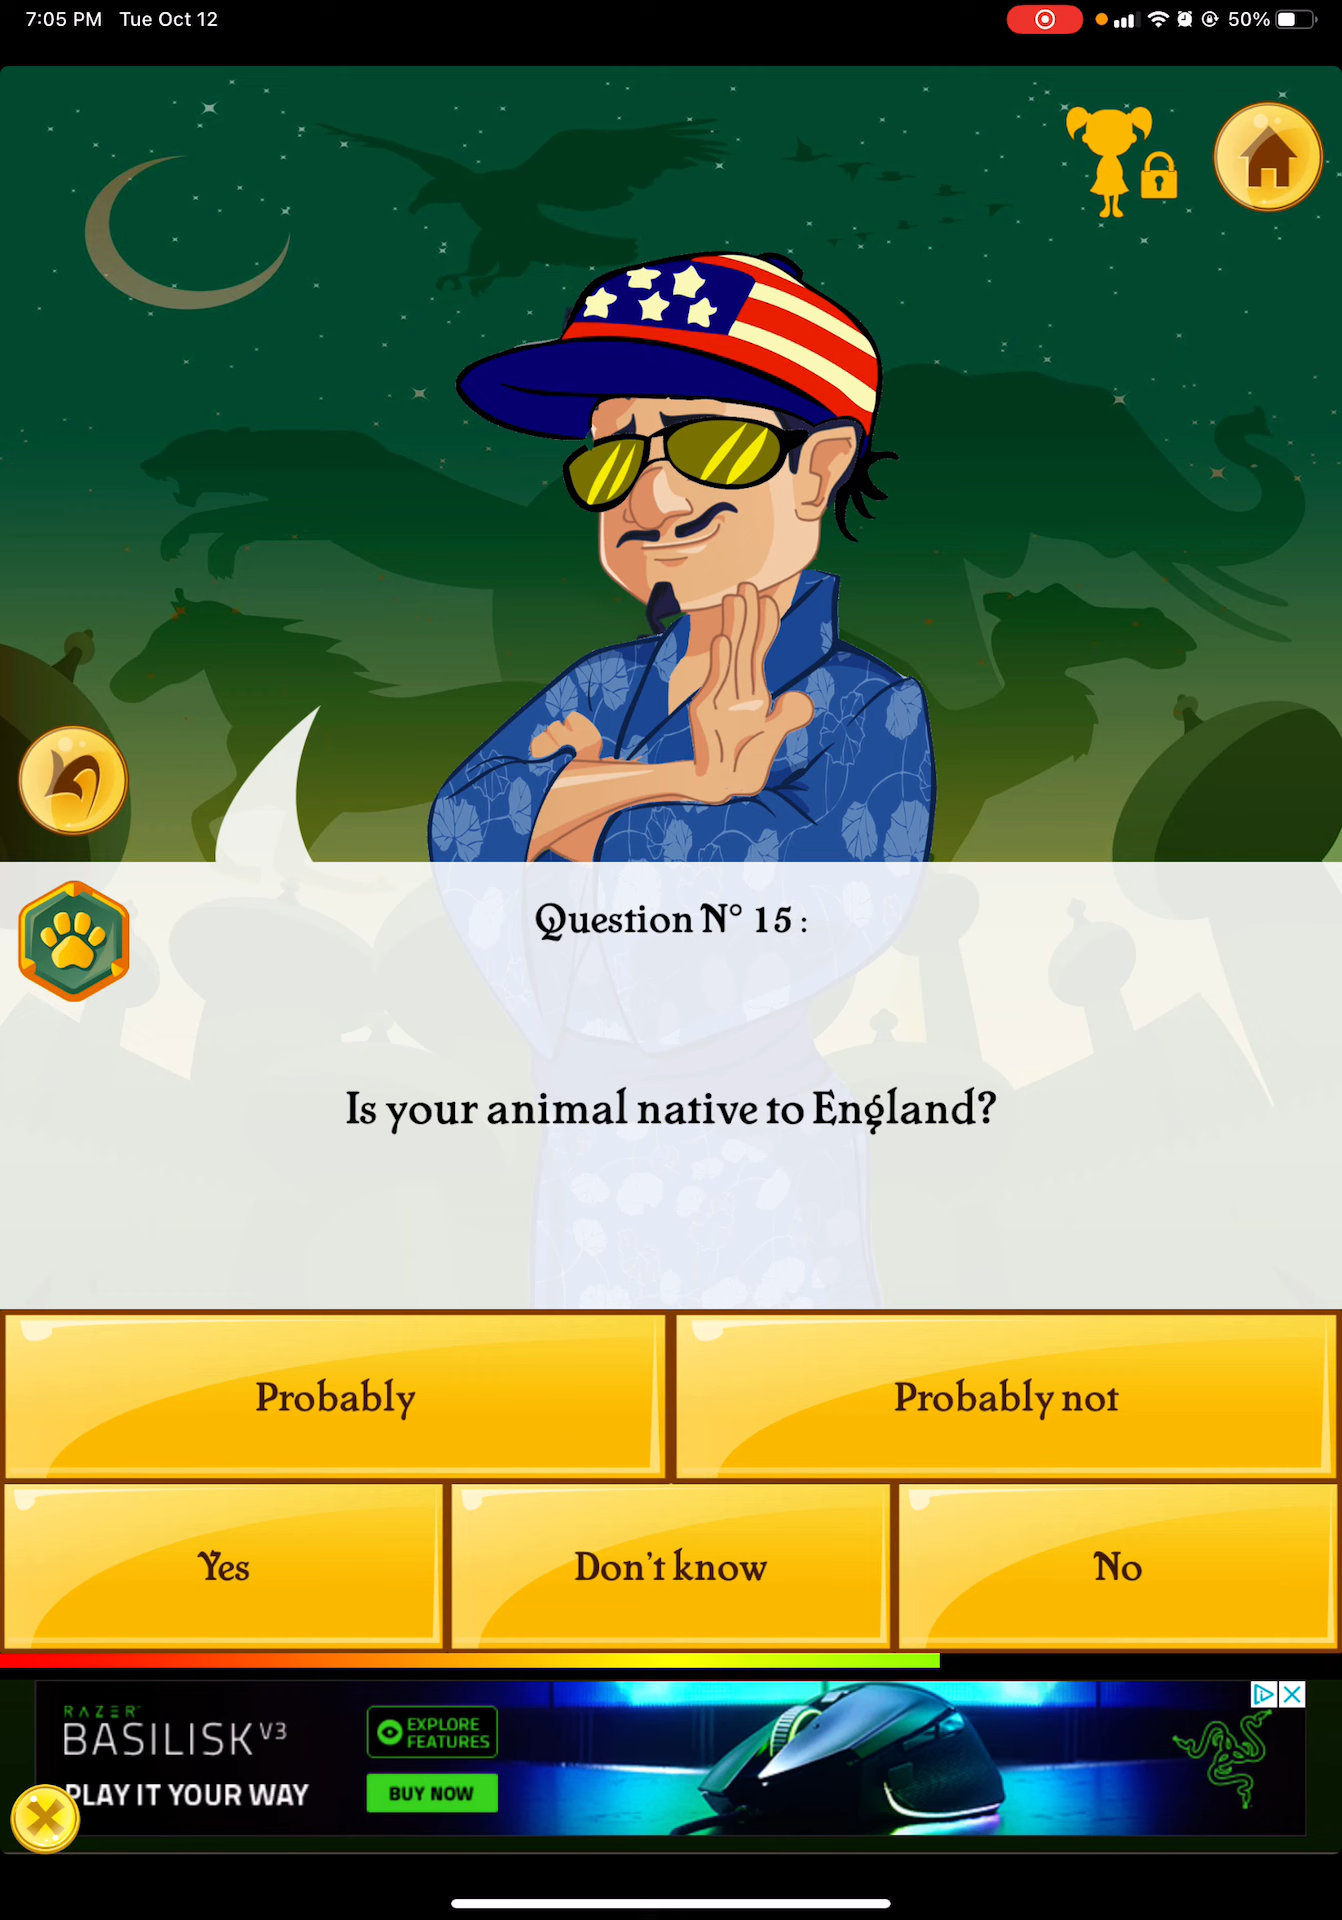 7:05 PM Tue Oct 12
50%
Question N° 15 :
Is your animal native to England?
Probably
Probably not
Yes
Don't know
No
RAZER
BASILISK V3
PLAY IT YOUR WAY
EXPLORE
FEATURES
BUY NOW